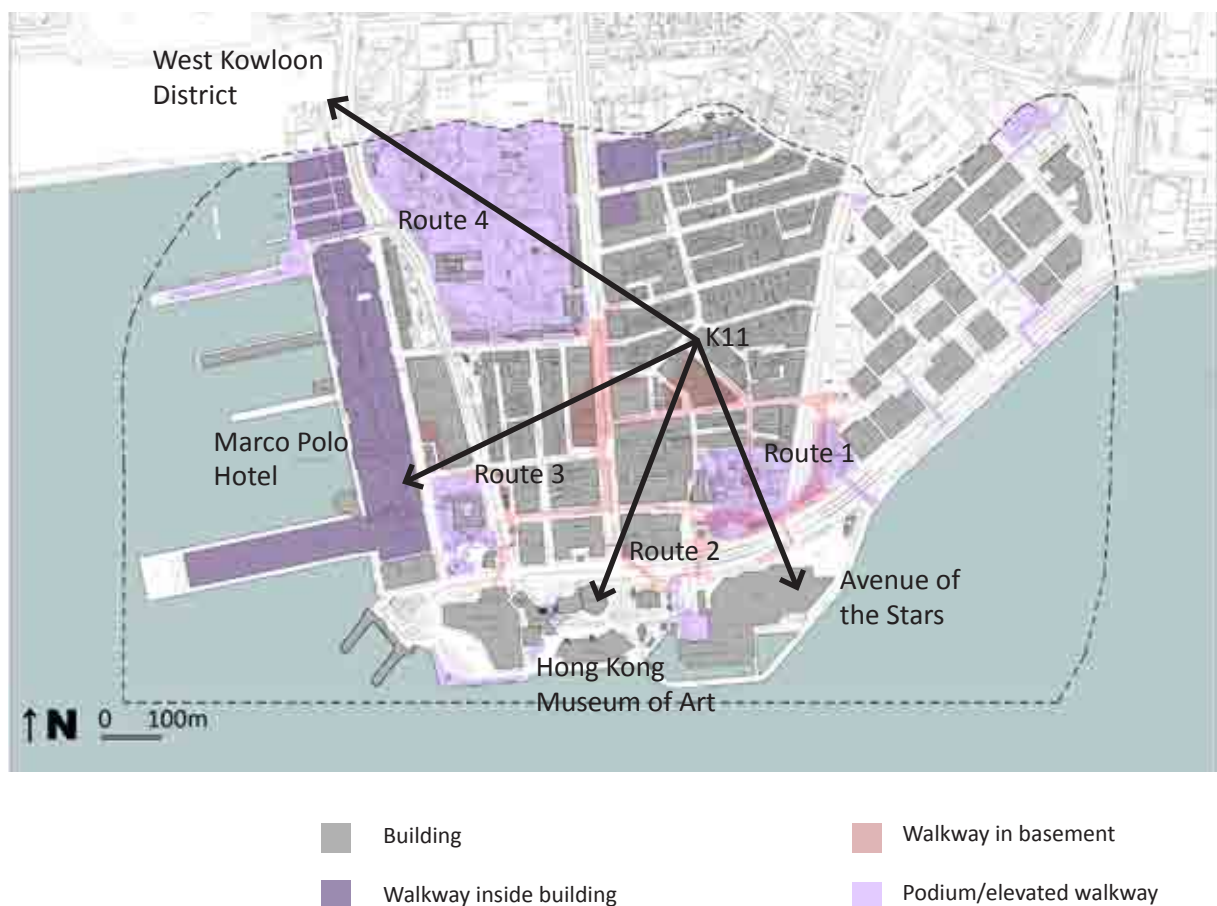 West Kowloon
District
Route 4
K11
Marco Polo
Hotel
Route 3
Route 1
Route 2
Avenue of
the Stars
Hong Kong
Museum of Art
↑ N 0 100m
Building
Walkway in basement
Walkway inside building
Podium/elevated walkway